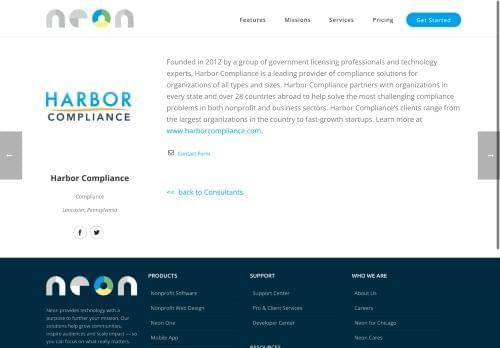 neon
Features
Missions
Services
Pricing
Get Started
HARBOR
COMPLIANCE
Harbor Compliance
Compliance
Lancaster, Pennsylvania
Founded in 2012 by a group of government licensing professionals and technology
experts, Harbor Compliance is a leading provider of compliance solutions for
organizations of all types and sizes. Harbor Compliance partners with organizations in
every state and over 28 countries abroad to help solve the most challenging compliance
problems in both nonprofit and business sectors. Harbor Compliance's clients range from
the largest organizations in the country to fast-growth startups. Learn more at
www.harborcompliance.com.
Contact Form
<< back to Consultants
neon
Neon provides technology with a
purpose to further your mission. Our
solutions help grow communities,
inspire audiences and scale impact — so
you can focus on what really matters.
PRODUCTS
Nonprofit Software
Nonprofit Web Design
Neon One
Mobile App
SUPPORT
Support Center
Pro & Client Services
Developer Center
RESOURCES
WHO WE ARE
About Us
Careers
Neon for Chicago
Neon Cares